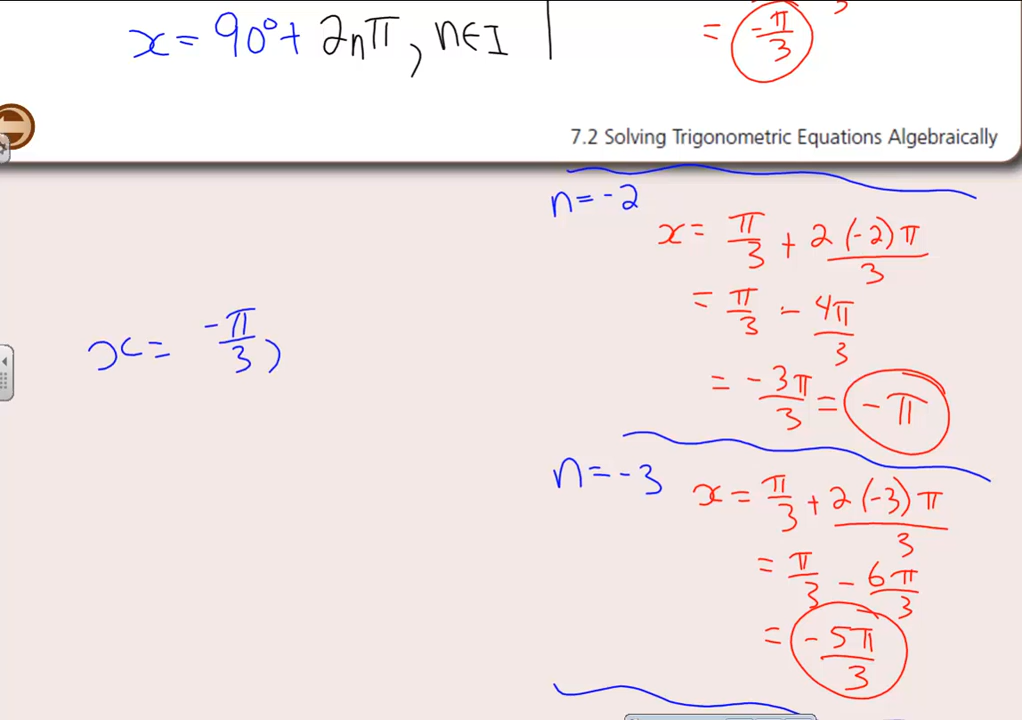 x = 90° + 2nπ, n∈I
= -π/3
7.2 Solving Trigonometric Equations Algebraically
n = -2
x = π/3 + 2(-2)π/3
= π/3 - 4π/3
= -3π/3 = -π
x = -π/3,
n = -3
x = π/3 + 2(-3)π/3
= π/3 - 6π/3
= -5π/3